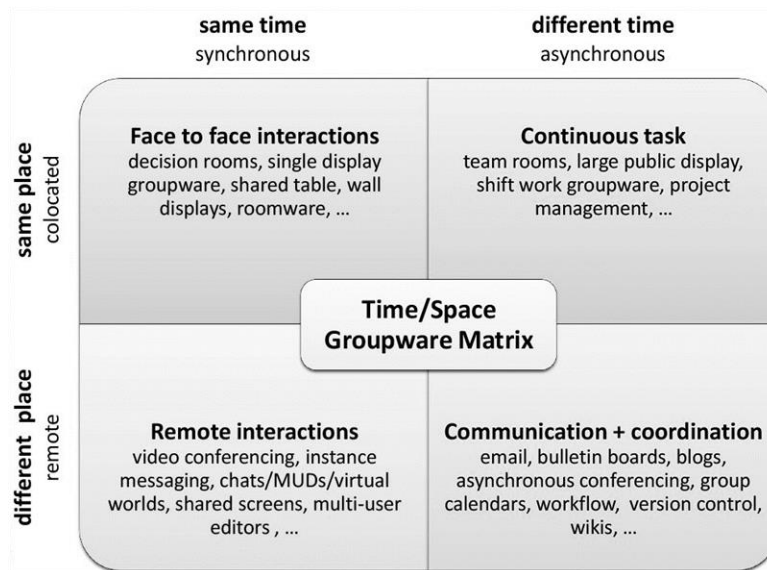 same time
synchronous
different time
asynchronous
same place
colocated
Face to face interactions
decision rooms, single display
groupware, shared table, wall
displays, roomware, ...
Continuous task
team rooms, large public display,
shift work groupware, project
management, ...
Time/Space
Groupware Matrix
different place
remote
Remote interactions
video conferencing, instance
messaging, chats/MUDs/virtual
worlds, shared screens, multi-user
editors , ...
Communication + coordination
email, bulletin boards, blogs,
asynchronous conferencing, group
calendars, workflow, version control,
wikis, ...